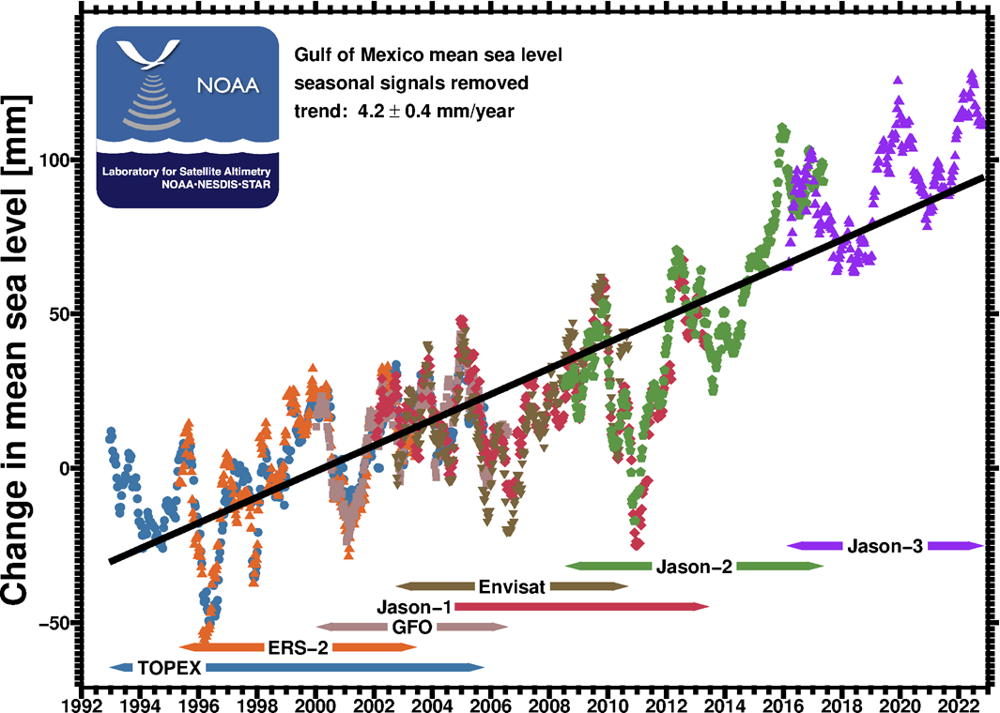 Gulf of Mexico mean sea level
seasonal signals removed
trend: 4.2 ± 0.4 mm/year
NOAA
Laboratory for Satellite Altimetry
NOAA•NESDIS•STAR
Change in mean sea level [mm]
100
50
0
−50
Jason−3
Jason−2
Envisat
Jason−1
GFO
ERS−2
TOPEX
1992 1994 1996 1998 2000 2002 2004 2006 2008 2010 2012 2014 2016 2018 2020 2022